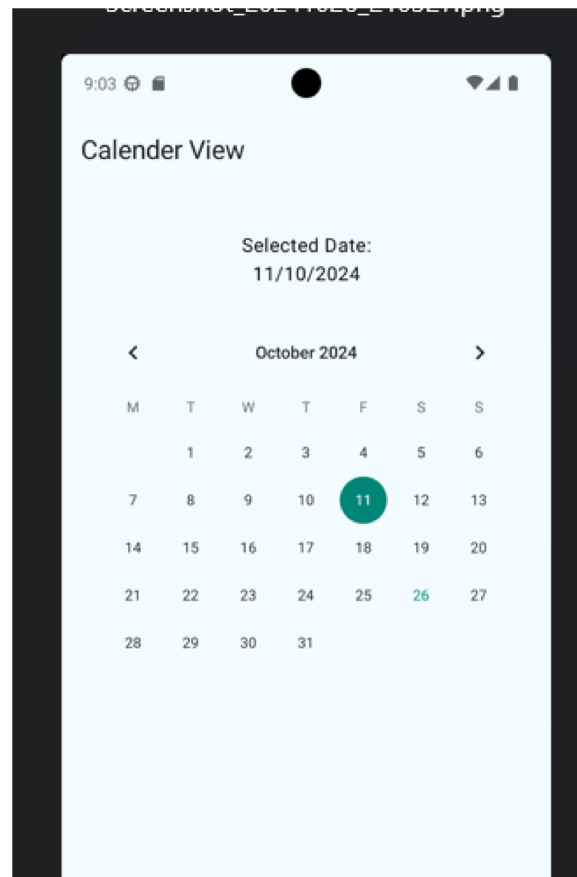 9:03
Calender View
Selected Date:
11/10/2024
October 2024
M T W T F S S
1 2 3 4 5 6
7 8 9 10 11 12 13
14 15 16 17 18 19 20
21 22 23 24 25 26 27
28 29 30 31